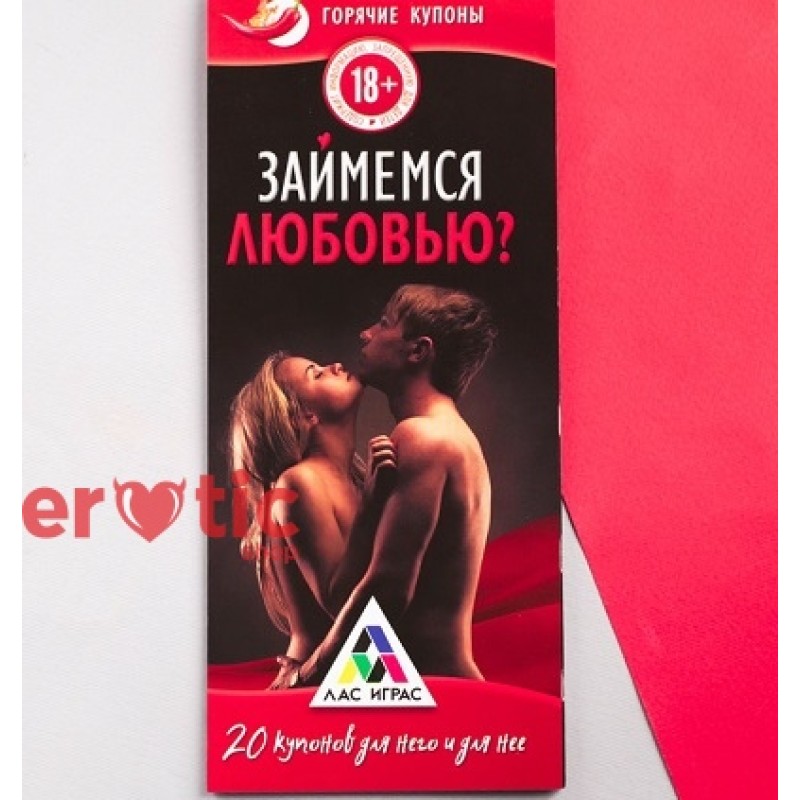 ГОРЯЧИЕ КУПОНЫ
18+
ЗАЙМЕМСЯ
ЛЮБОВЬЮ?
erotic
ЛАС ИГРАС
20 купонов для него и для нее